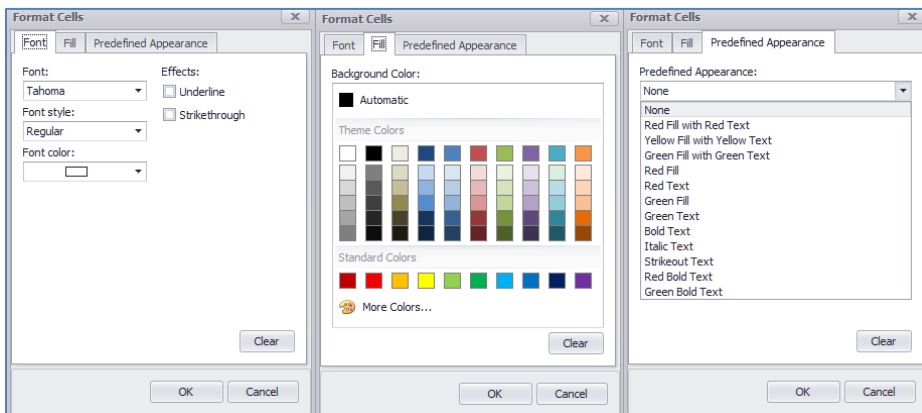 Format Cells
Font Fill Predefined Appearance
Font: Effects:
Tahoma Underline
Font style: Strikethrough
Regular
Font color:
Clear
OK Cancel
Format Cells
Font Fill Predefined Appearance
Background Color:
Automatic
Theme Colors
Standard Colors
More Colors...
Clear
OK Cancel
Format Cells
Font Fill Predefined Appearance
Predefined Appearance:
None
None
Red Fill with Red Text
Yellow Fill with Yellow Text
Green Fill with Green Text
Red Fill
Red Text
Green Fill
Green Text
Bold Text
Italic Text
Strikeout Text
Red Bold Text
Green Bold Text
Clear
OK Cancel